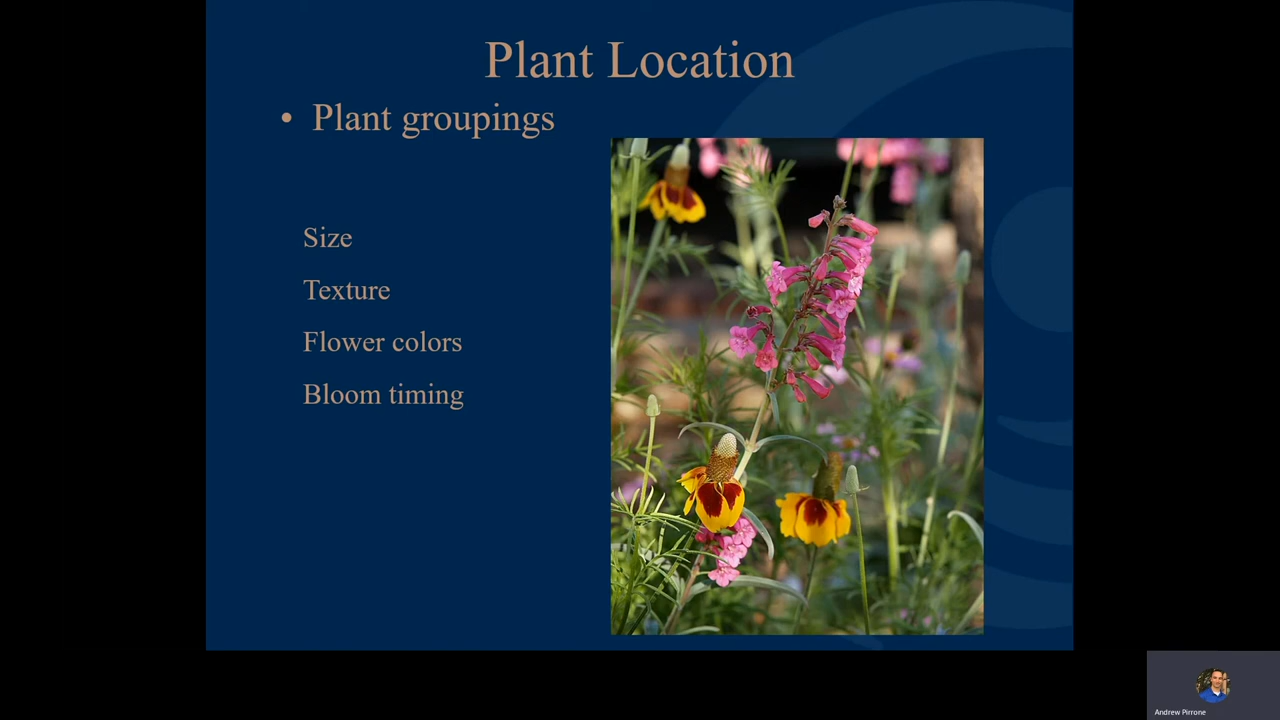 Plant Location
• Plant groupings
Size
Texture
Flower colors
Bloom timing
Andrew Pirrone